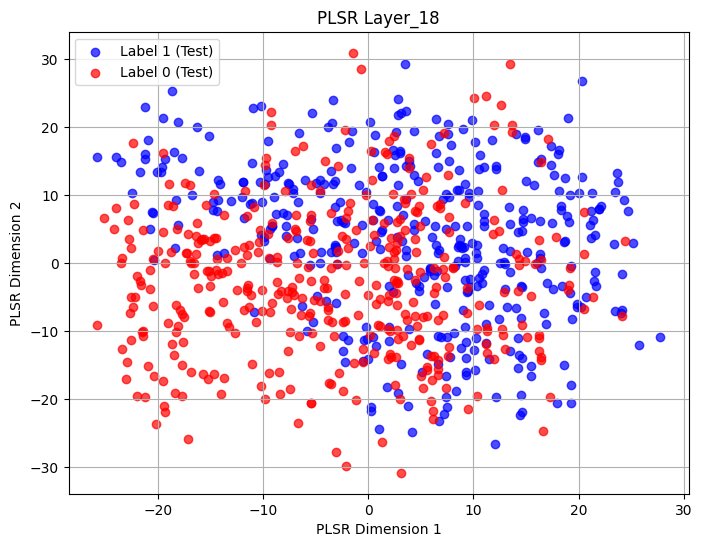 PLSR Layer_18
Label 1 (Test)
Label 0 (Test)
30
20
10
0
−10
−20
−30
PLSR Dimension 2
−20
−10
0
10
20
30
PLSR Dimension 1